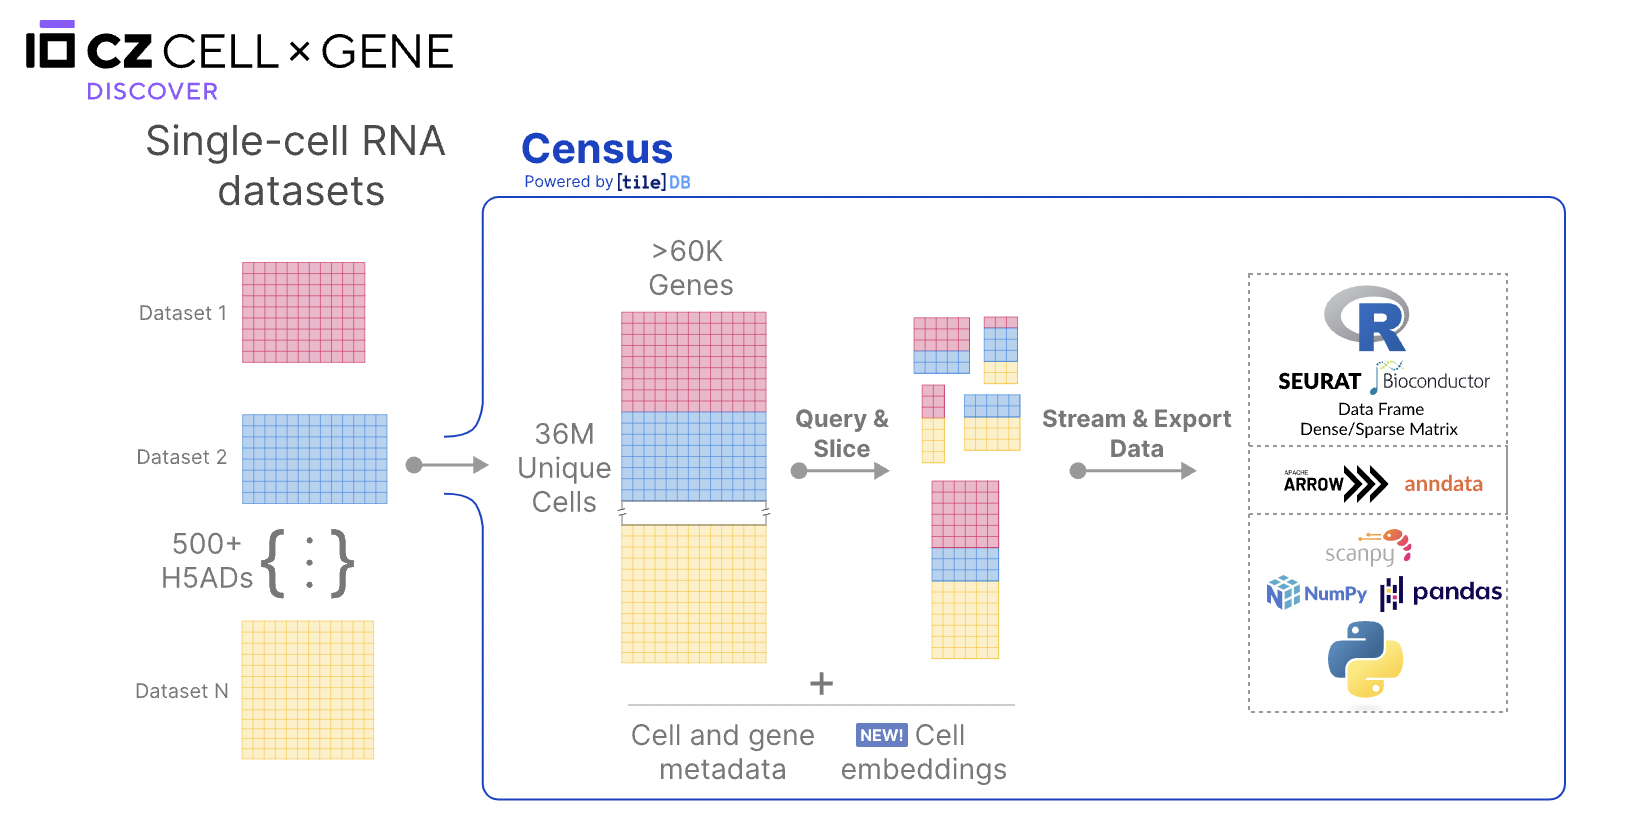 CZ CELL × GENE
DISCOVER
Single-cell RNA
datasets
Dataset 1
Dataset 2
500+
H5ADs
{ ⋮ }
Dataset N
Census
Powered by [tile]DB
>60K
Genes
36M
Unique
Cells
Query &
Slice
Stream & Export
Data
+
Cell and gene
metadata
NEW! Cell
embeddings
R
SEURAT Bioconductor
Data Frame
Dense/Sparse Matrix
APACHE
ARROW anndata
scanpy
NumPy pandas